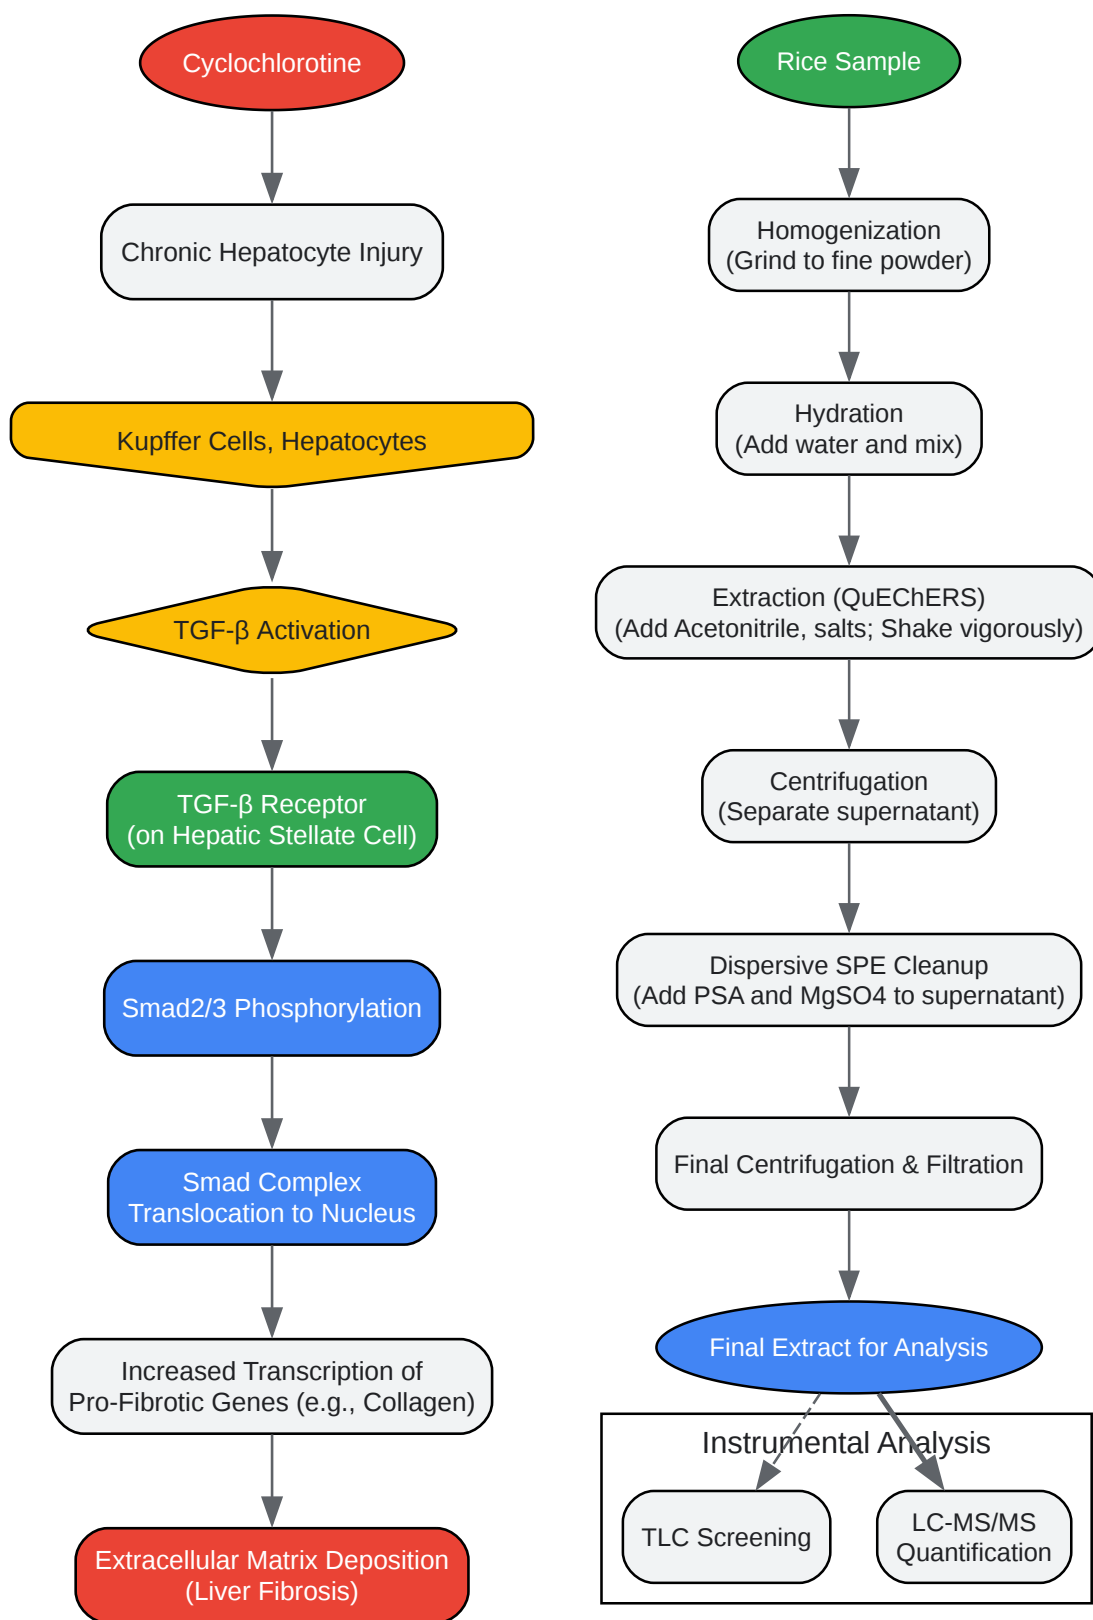 Cyclochlorotine
Chronic Hepatocyte Injury
Kupffer Cells, Hepatocytes
TGF-β Activation
TGF-β Receptor
(on Hepatic Stellate Cell)
Smad2/3 Phosphorylation
Smad Complex
Translocation to Nucleus
Increased Transcription of
Pro-Fibrotic Genes (e.g., Collagen)
Extracellular Matrix Deposition
(Liver Fibrosis)
Rice Sample
Homogenization
(Grind to fine powder)
Hydration
(Add water and mix)
Extraction (QuEChERS)
(Add Acetonitrile, salts; Shake vigorously)
Centrifugation
(Separate supernatant)
Dispersive SPE Cleanup
(Add PSA and MgSO4 to supernatant)
Final Centrifugation & Filtration
Final Extract for Analysis
Instrumental Analysis
TLC Screening
LC-MS/MS
Quantification